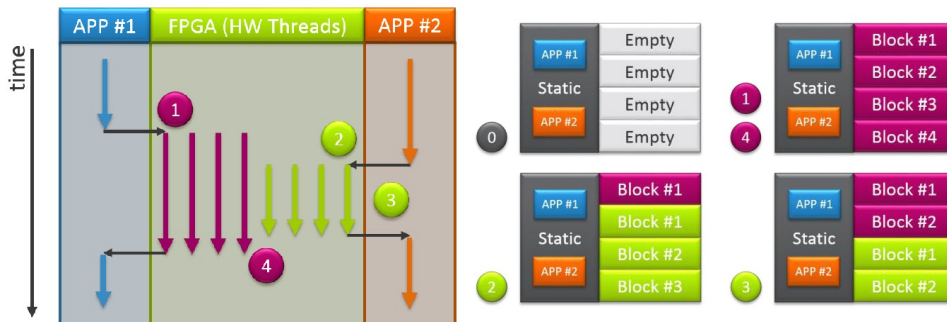 APP #1
FPGA (HW Threads)
APP #2
time
1
2
3
4
APP #1
Static
APP #2
Empty
Empty
Empty
Empty
0
APP #1
Static
APP #2
Block #1
Block #2
Block #3
Block #4
1
4
APP #1
Static
APP #2
Block #1
Block #1
Block #2
Block #3
2
APP #1
Static
APP #2
Block #1
Block #2
Block #1
Block #2
3